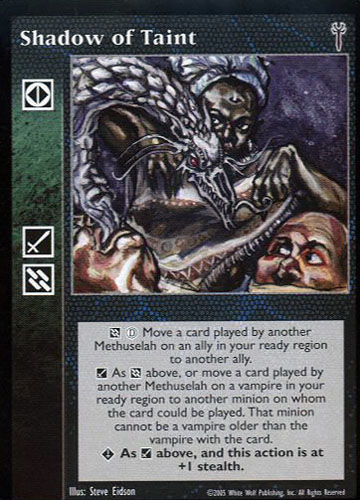 Shadow of Taint
Ⓓ Move a card played by another
Methuselah on an ally in your ready region
to another ally.
As above, or move a card played by
another Methuselah on a vampire in your
ready region to another minion on whom
the card could be played. That minion
cannot be a vampire older than the
vampire with the card.
As above, and this action is at
+1 stealth.
Illus: Steve Eidson ©2005 White Wolf Publishing, Inc. All Rights Reserved